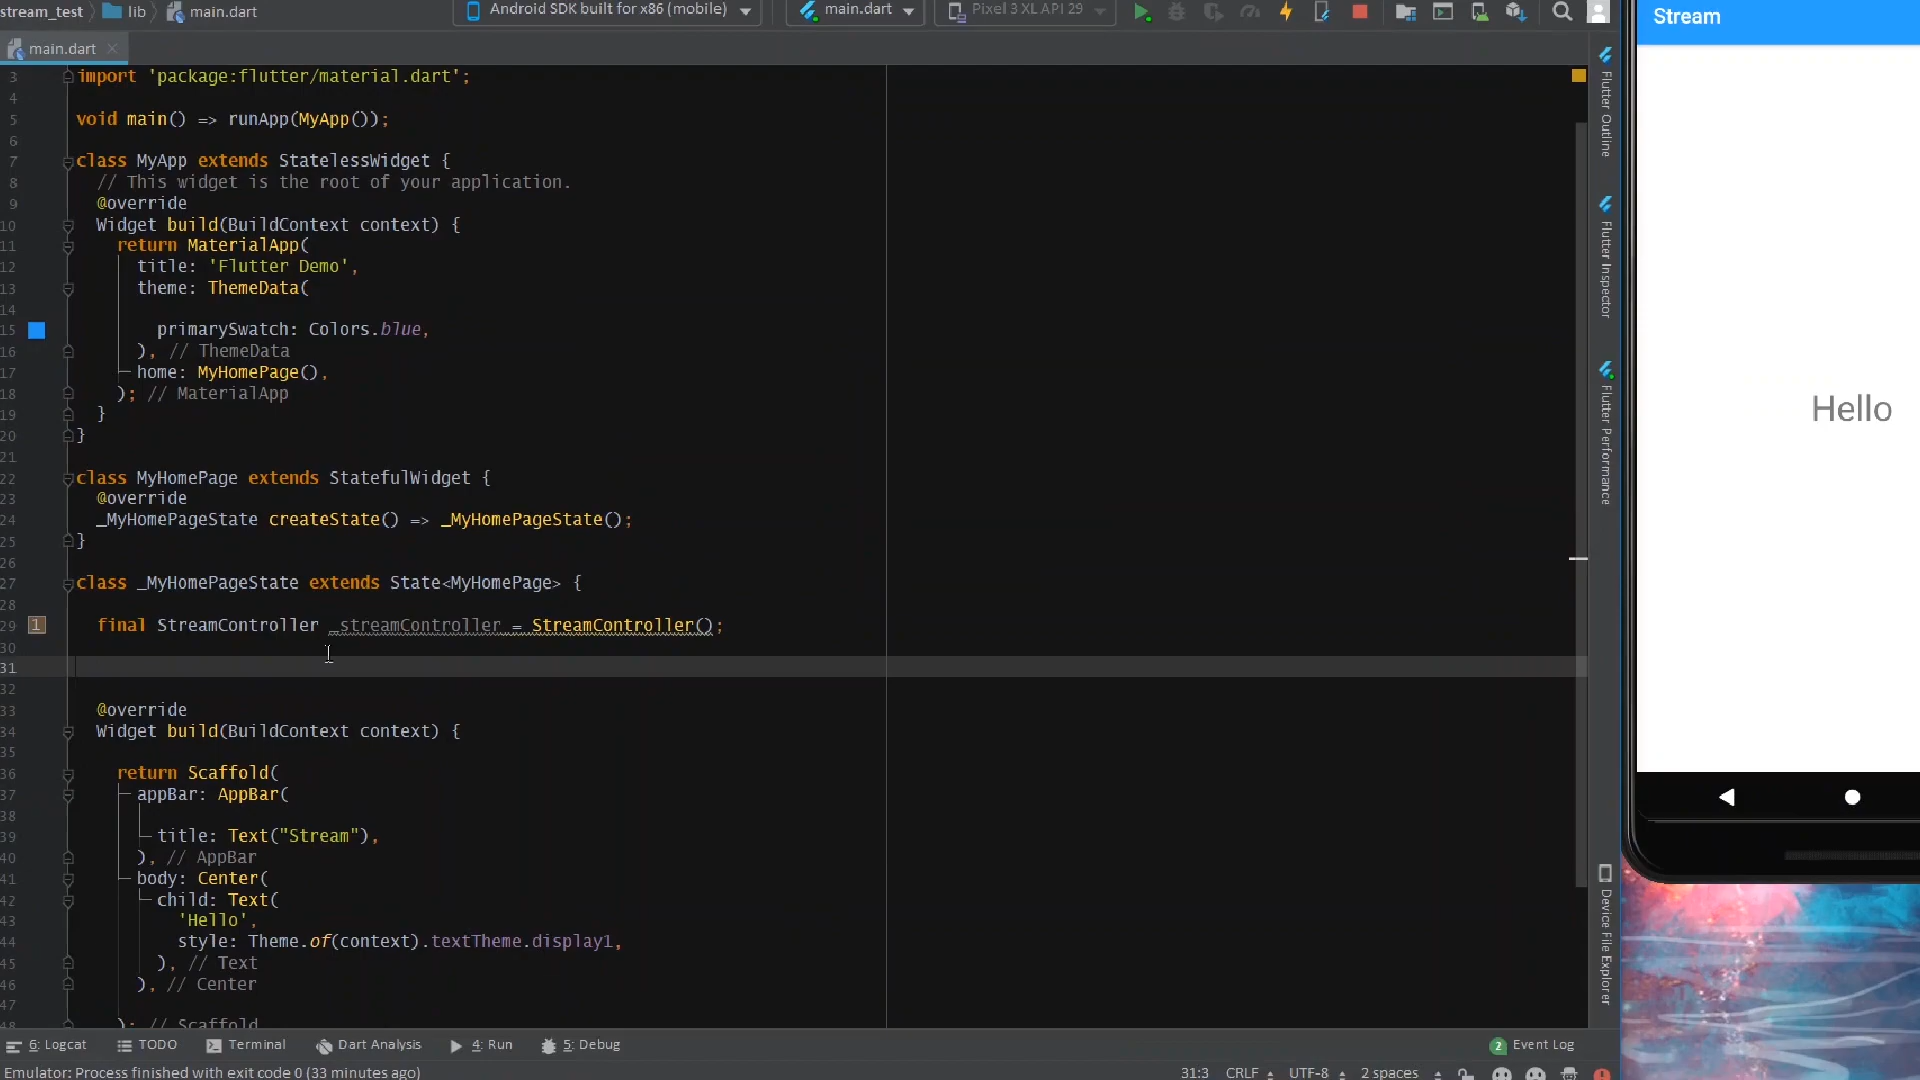 stream_test
lib
main.dart
Android SDK built for x86 (mobile)
main.dart
Pixel 3 XL API 29
main.dart
3 import 'package:flutter/material.dart';
4
5 void main() => runApp(MyApp());
6
7 class MyApp extends StatelessWidget {
8 // This widget is the root of your application.
9 @override
10 Widget build(BuildContext context) {
11 return MaterialApp(
12 title: 'Flutter Demo',
13 theme: ThemeData(
14
15 primarySwatch: Colors.blue,
16 ), // ThemeData
17 home: MyHomePage(),
18 ); // MaterialApp
19 }
20 }
21
22 class MyHomePage extends StatefulWidget {
23 @override
24 _MyHomePageState createState() => _MyHomePageState();
25 }
26
27 class _MyHomePageState extends State<MyHomePage> {
28
29 1 final StreamController _streamController = StreamController();
30
31
32
33 @override
34 Widget build(BuildContext context) {
35
36 return Scaffold(
37 appBar: AppBar(
38
39 title: Text("Stream"),
40 ), // AppBar
41 body: Center(
42 child: Text(
43 'Hello',
44 style: Theme.of(context).textTheme.display1,
45 ), // Text
46 ), // Center
47
48 ); // Scaffold
Flutter Outline
Flutter Inspector
Flutter Performance
Device File Explorer
Stream
Hello
6: Logcat
TODO
Terminal
Dart Analysis
4: Run
5: Debug
2 Event Log
Emulator: Process finished with exit code 0 (33 minutes ago)
31:3
CRLF
UTF-8
2 spaces